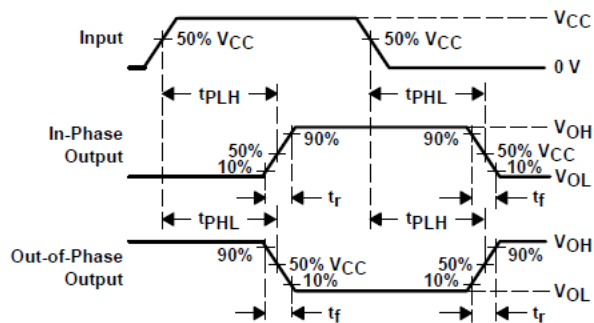 VCC
Input
50% VCC
50% VCC
0 V
tPLH
tPHL
In-Phase
Output
90%
90%
VOH
50%
10%
50% VCC
10%
VOL
tr
tf
tPHL
tPLH
Out-of-Phase
Output
90%
50% VCC
10%
50%
10%
90%
VOH
VOL
tf
tr